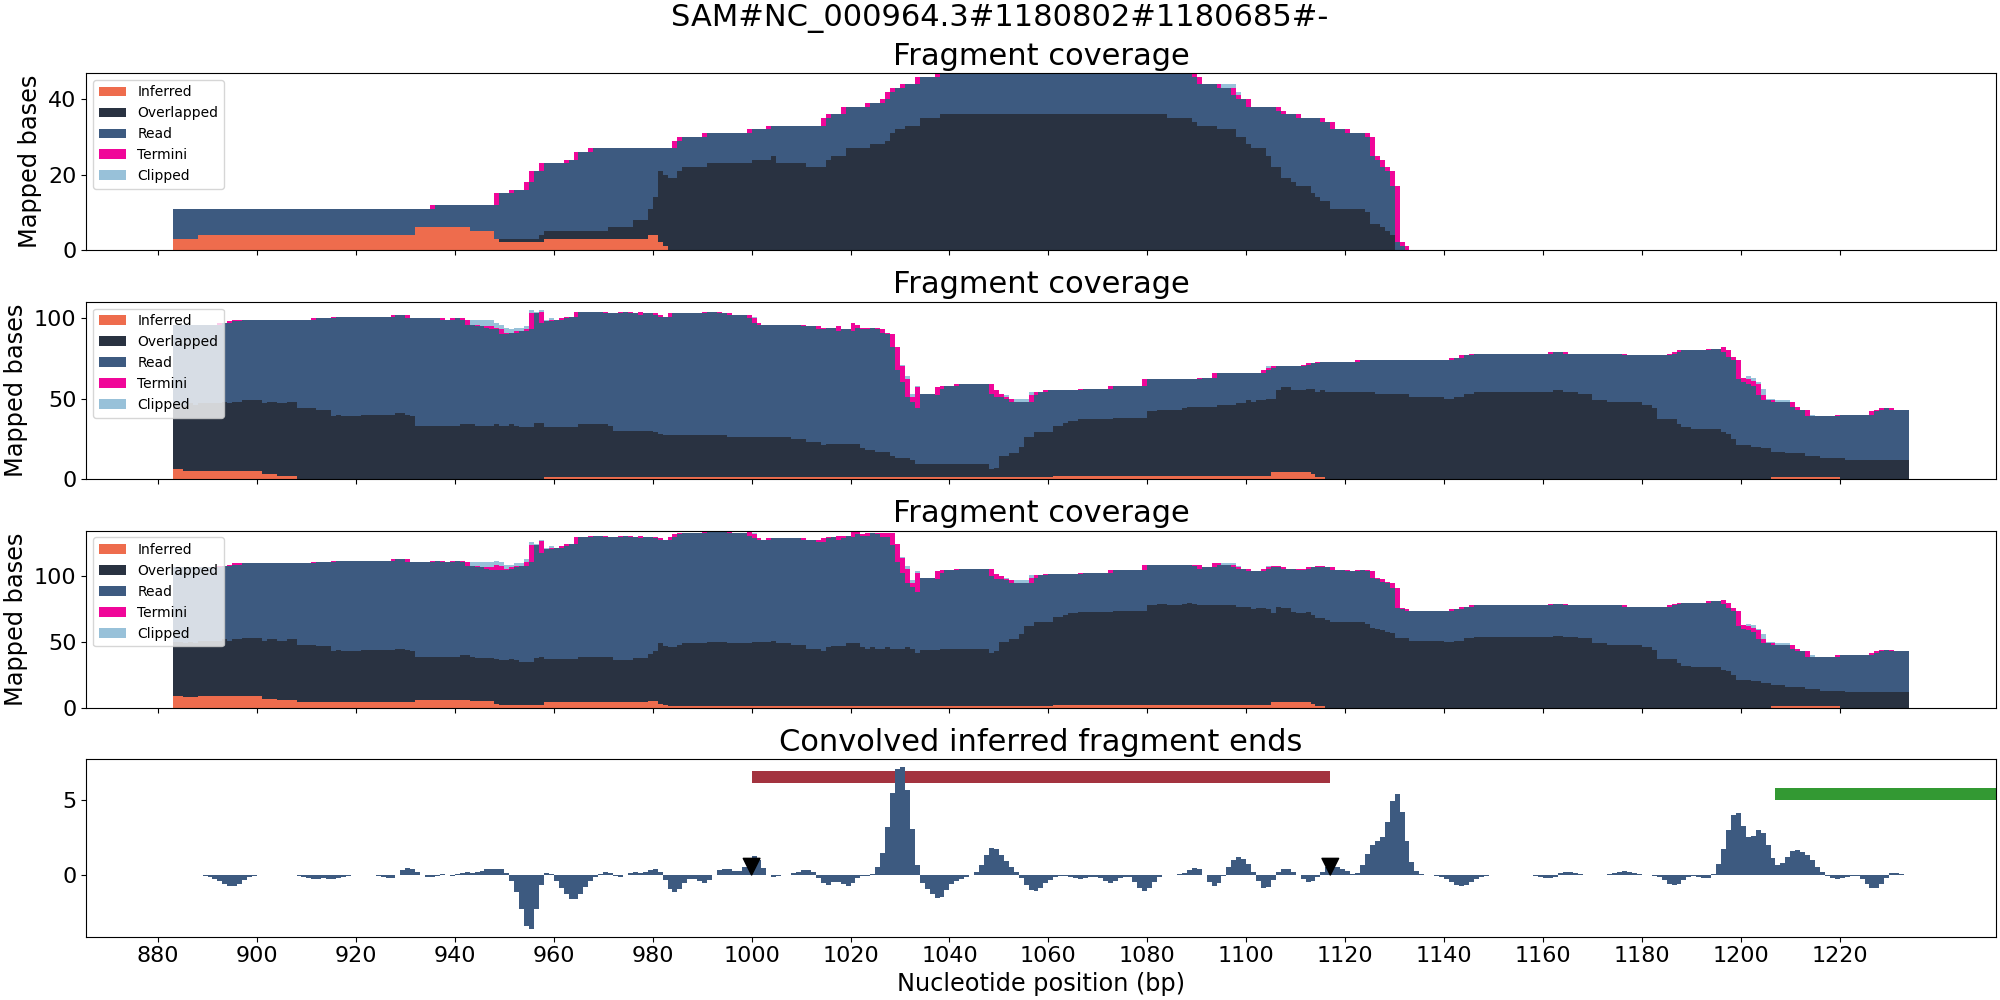 SAM#NC_000964.3#1180802#1180685#-
Fragment coverage
Mapped bases
40
20
0
Inferred
Overlapped
Read
Termini
Clipped
Fragment coverage
Mapped bases
100
50
0
Inferred
Overlapped
Read
Termini
Clipped
Fragment coverage
Mapped bases
100
50
0
Inferred
Overlapped
Read
Termini
Clipped
Convolved inferred fragment ends
5
0
880 900 920 940 960 980 1000 1020 1040 1060 1080 1100 1120 1140 1160 1180 1200 1220
Nucleotide position (bp)